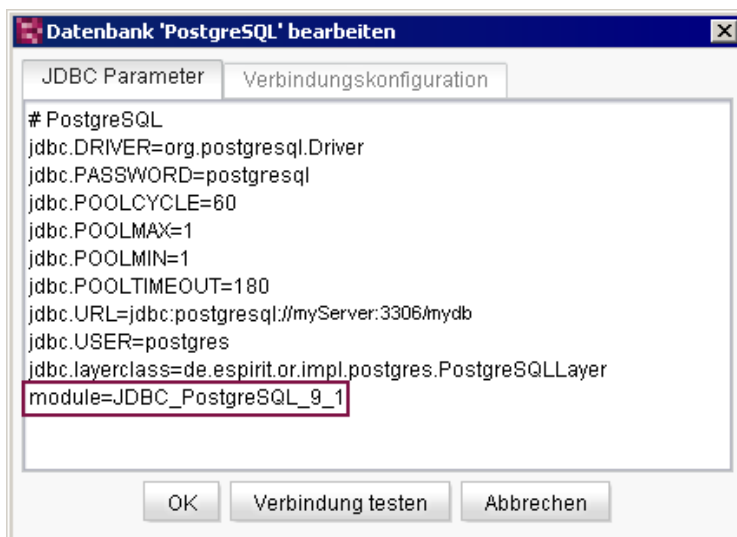 Datenbank 'PostgreSQL' bearbeiten
JDBC Parameter Verbindungskonfiguration
# PostgreSQL
jdbc.DRIVER=org.postgresql.Driver
jdbc.PASSWORD=postgresql
jdbc.POOLCYCLE=60
jdbc.POOLMAX=1
jdbc.POOLMIN=1
jdbc.POOLTIMEOUT=180
jdbc.URL=jdbc:postgresql://myServer:3306/mydb
jdbc.USER=postgres
jdbc.layerclass=de.espirit.or.impl.postgres.PostgreSQLLayer
module=JDBC_PostgreSQL_9_1
OK Verbindung testen Abbrechen